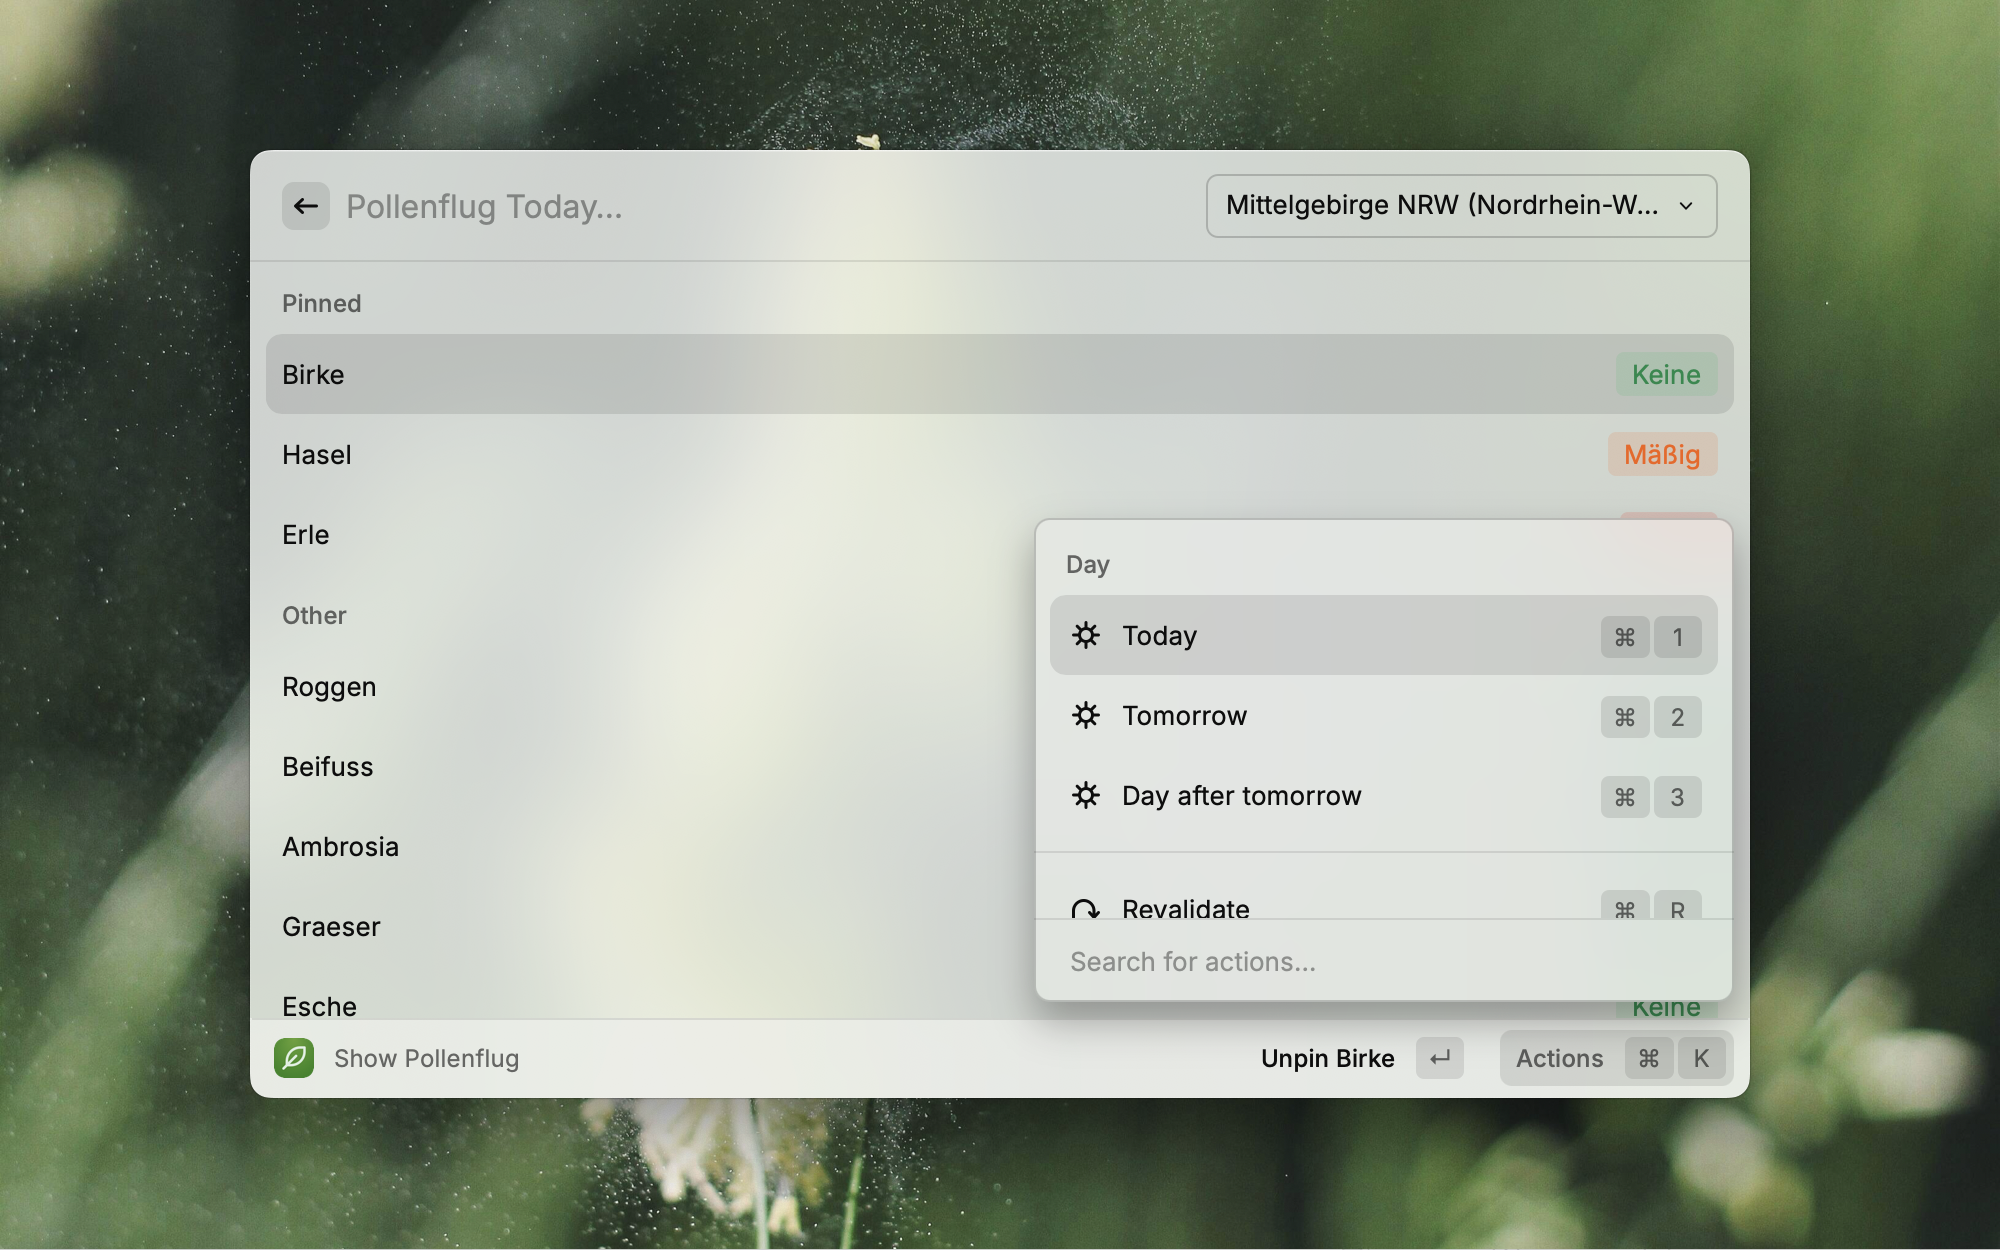 Pollenflug Today...
Mittelgebirge NRW (Nordrhein-W...
Pinned
Birke
Keine
Hasel
Mäßig
Erle
Other
Roggen
Beifuss
Ambrosia
Graeser
Esche
Keine
Day
Today
⌘ 1
Tomorrow
⌘ 2
Day after tomorrow
⌘ 3
Revalidate
⌘ R
Search for actions...
Show Pollenflug
Unpin Birke ↵
Actions ⌘ K